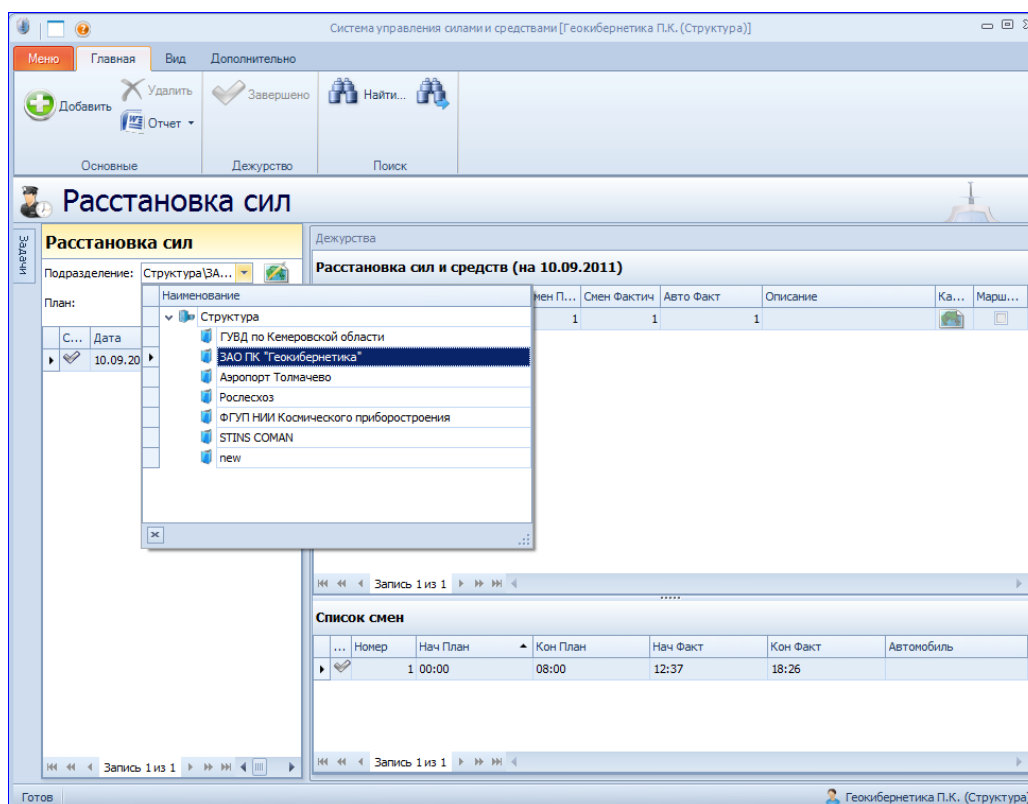 Система управления силами и средствами [Геокибернетика П.К. (Структура)]
Меню Главная Вид Дополнительно
Добавить Удалить Отчет Завершено Найти...
Основные Дежурство Поиск
Расстановка сил
Задачи
Расстановка сил
Подразделение: Структура\ЗА...
План:
С... Дата
10.09.20
Наименование
Структура
ГУВД по Кемеровской области
ЗАО ПК "Геокибернетика"
Аэропорт Толмачево
Рослесхоз
ФГУП НИИ Космического приборостроения
STINS COMAN
new
Запись 1 из 1
Дежурства
Расстановка сил и средств (на 10.09.2011)
мен П... Смен Фактич Авто Факт Описание Ка... Марш...
1 1 1
Запись 1 из 1
Список смен
... Номер Нач План Кон План Нач Факт Кон Факт Автомобиль
1 00:00 08:00 12:37 18:26
Запись 1 из 1
Готов Геокибернетика П.К. (Структура)